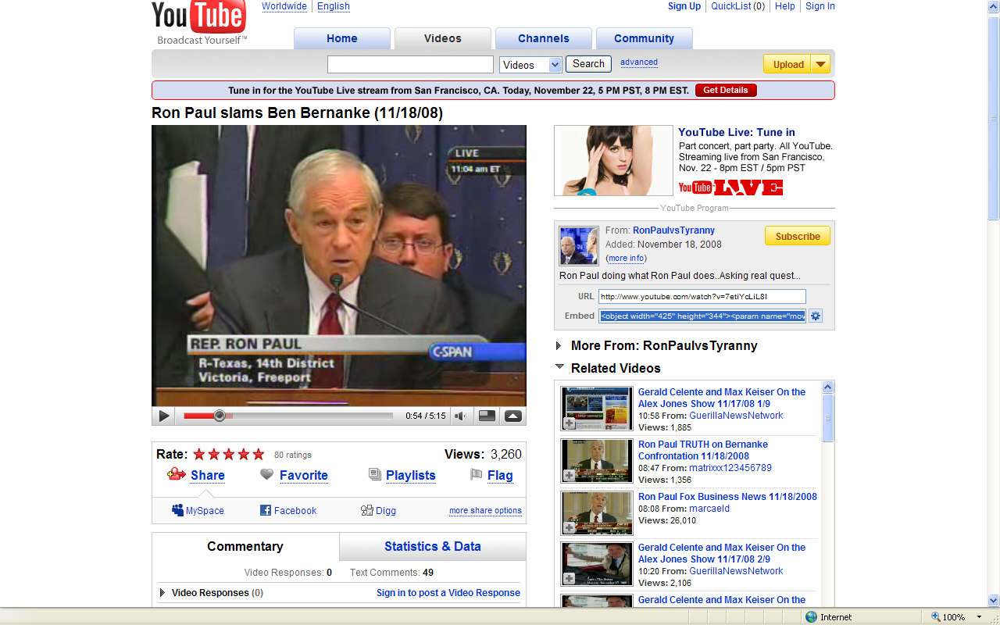 You Tube
Broadcast Yourself™
Worldwide
English
Sign Up
QuickList (0)
Help
Sign In
Home
Videos
Channels
Community
Videos
Search
advanced
Upload
Tune in for the YouTube Live stream from San Francisco, CA. Today, November 22, 5 PM PST, 8 PM EST.
Get Details
Ron Paul slams Ben Bernanke (11/18/08)
LIVE
11:04 am ET
REP. RON PAUL
C-SPAN
R-Texas, 14th District
Victoria, Freeport
0:54 / 5:15
Rate:
80 ratings
Views: 3,260
Share
Favorite
Playlists
Flag
MySpace
Facebook
Digg
more share options
Commentary
Statistics & Data
Video Responses: 0
Text Comments: 49
Video Responses (0)
Sign in to post a Video Response
YouTube Live: Tune in
Part concert, part party. All YouTube.
Streaming live from San Francisco,
Nov. 22 - 8pm EST / 5pm PST
You Tube LIVE
YouTube Program
From: RonPaulvsTyranny
Added: November 18, 2008
(more info)
Subscribe
Ron Paul doing what Ron Paul does..Asking real quest...
URL
http://www.youtube.com/watch?v=7etiYcLiL8I
Embed
<object width="425" height="344"><param name="mov
More From: RonPaulvsTyranny
Related Videos
Gerald Celente and Max Keiser On the
Alex Jones Show 11/17/08 1/9
10:58 From: GuerillaNewsNetwork
Views: 1,885
Ron Paul TRUTH on Bernanke
Confrontation 11/18/2008
08:47 From: matrixxx123456789
Views: 1,356
Ron Paul Fox Business News 11/18/2008
08:08 From: marcaeld
Views: 26,010
Gerald Celente and Max Keiser On the
Alex Jones Show 11/17/08 2/9
10:20 From: GuerillaNewsNetwork
Views: 2,106
Gerald Celente and Max Keiser On the
Internet
100%